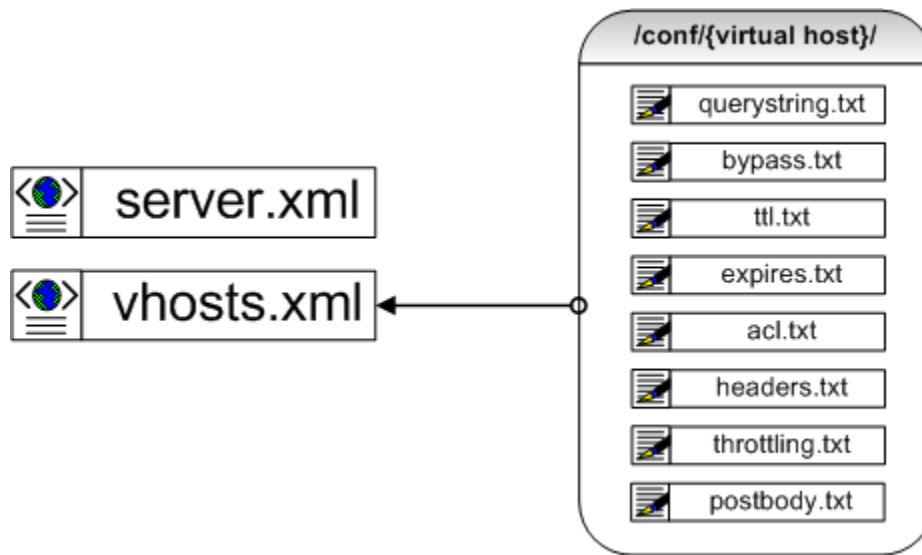 /conf/{virtual host}/
querystring.txt
bypass.txt
ttl.txt
expires.txt
acl.txt
headers.txt
throttling.txt
postbody.txt
server.xml
vhosts.xml